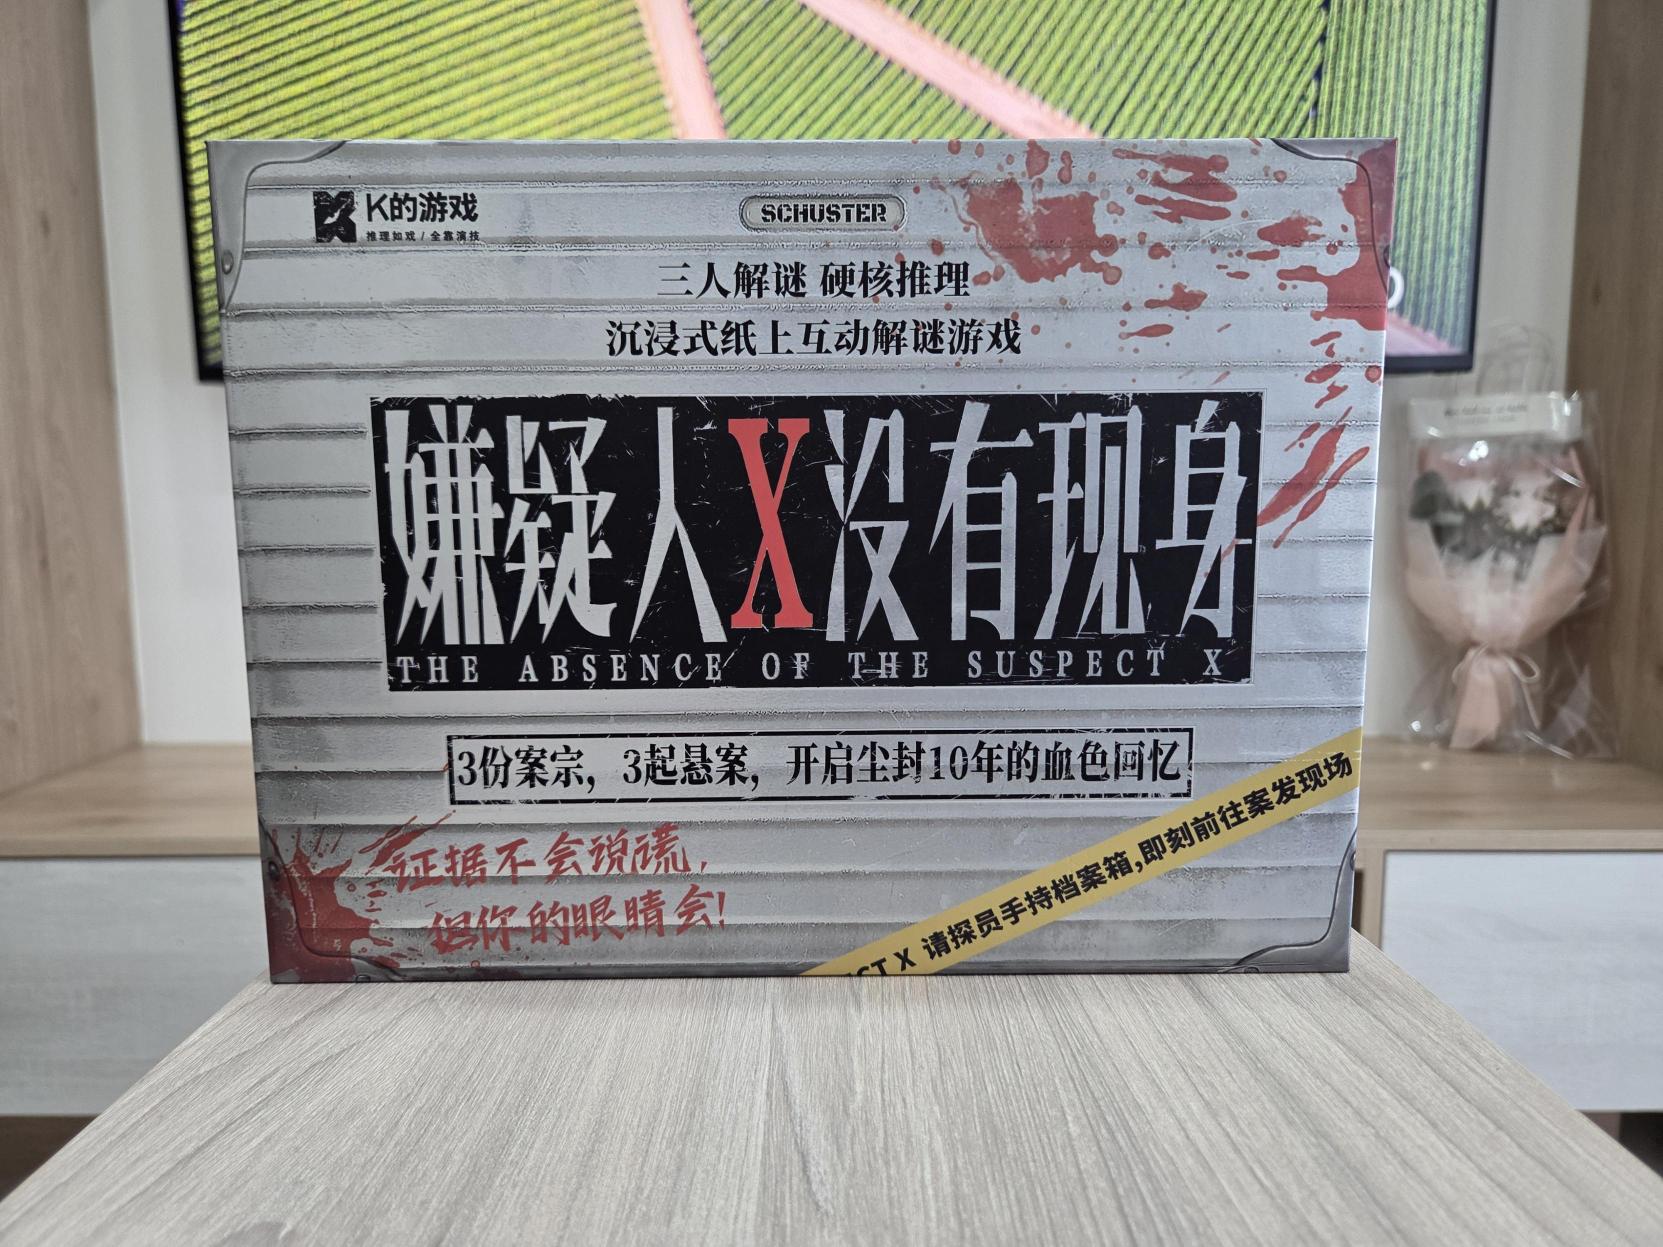 K的游戏
推理如戏 / 全靠演技
SCHUSTER
三人解谜 硬核推理
沉浸式纸上互动解谜游戏
嫌疑人X没有现身
THE ABSENCE OF THE SUSPECT X
3份案宗，3起悬案，开启尘封10年的血色回忆
证据不会说谎，
但你的眼睛会！
CT X 请探员手持档案箱，即刻前往案发现场